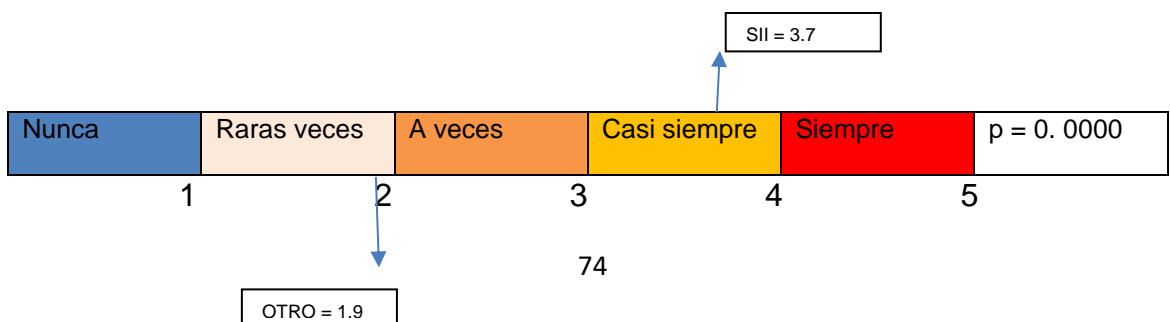 SII = 3.7
Nunca Raras veces A veces Casi siempre Siempre p = 0. 0000
1 2 3 4 5
74
OTRO = 1.9